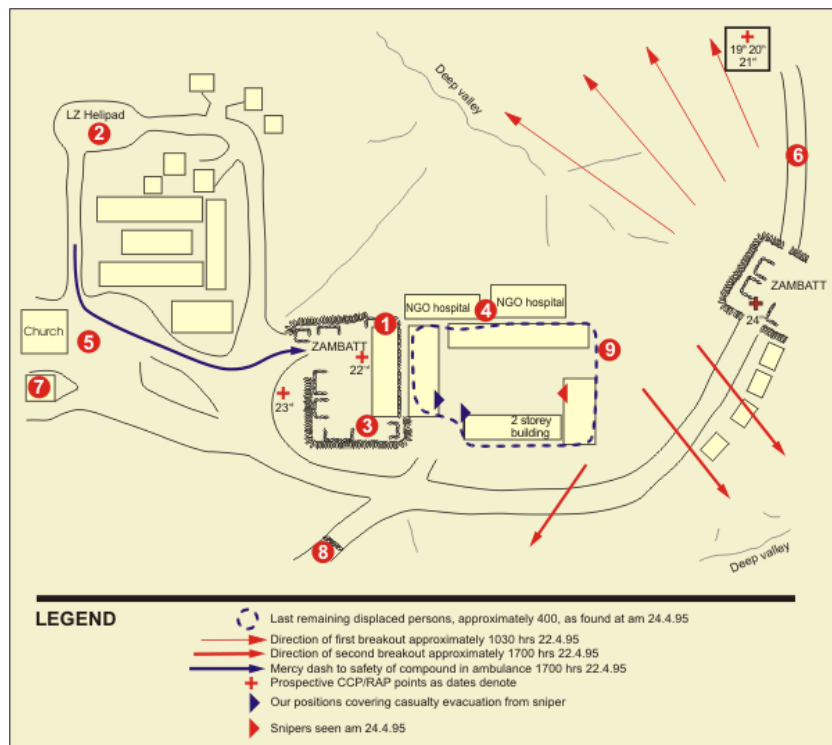 19th 20th
21st
Deep valley
LZ Helipad
2
6
ZAMBATT
24
NGO hospital
NGO hospital
4
1
Church
5
ZAMBATT
22nd
9
7
23rd
3
2 storey
building
8
Deep valley
LEGEND
Last remaining displaced persons, approximately 400, as found at am 24.4.95
Direction of first breakout approximately 1030 hrs 22.4.95
Direction of second breakout approximately 1700 hrs 22.4.95
Mercy dash to safety of compound in ambulance 1700 hrs 22.4.95
Prospective CCP/RAP points as dates denote
Our positions covering casualty evacuation from sniper
Snipers seen am 24.4.95